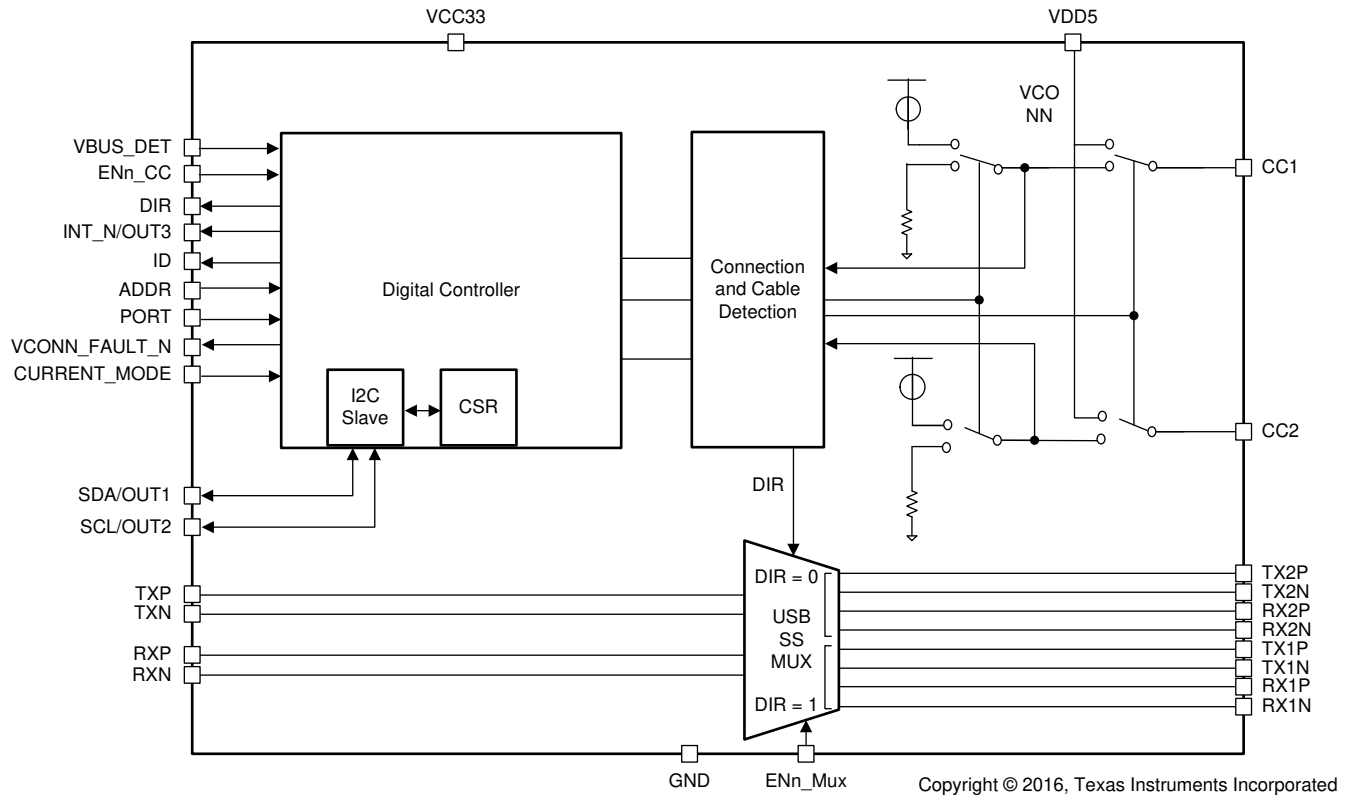 VCC33
VDD5
VCO
NN
VBUS_DET
ENn_CC
DIR
INT_N/OUT3
ID
ADDR
PORT
VCONN_FAULT_N
CURRENT_MODE
Digital Controller
I2C
Slave
CSR
Connection
and Cable
Detection
CC1
CC2
SDA/OUT1
SCL/OUT2
DIR
TXP
TXN
RXP
RXN
DIR = 0
USB
SS
MUX
DIR = 1
TX2P
TX2N
RX2P
RX2N
TX1P
TX1N
RX1P
RX1N
GND
ENn_Mux
Copyright © 2016, Texas Instruments Incorporated